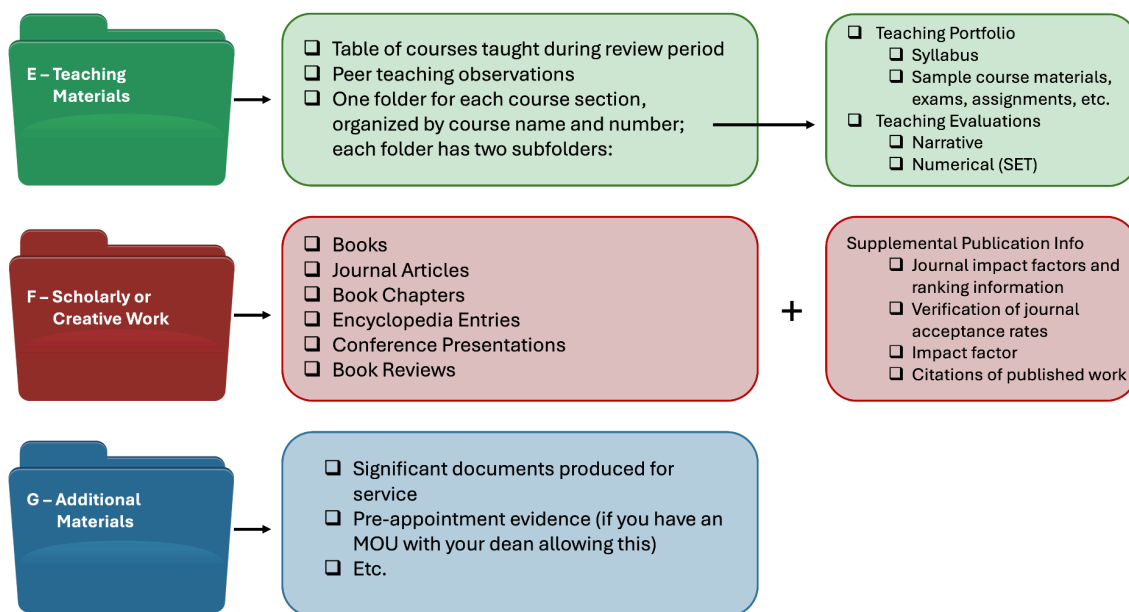 E – Teaching
Materials
❑ Table of courses taught during review period
❑ Peer teaching observations
❑ One folder for each course section,
organized by course name and number;
each folder has two subfolders:
❑ Teaching Portfolio
❑ Syllabus
❑ Sample course materials,
exams, assignments, etc.
❑ Teaching Evaluations
❑ Narrative
❑ Numerical (SET)
F – Scholarly or
Creative Work
❑ Books
❑ Journal Articles
❑ Book Chapters
❑ Encyclopedia Entries
❑ Conference Presentations
❑ Book Reviews
+
Supplemental Publication Info
❑ Journal impact factors and
ranking information
❑ Verification of journal
acceptance rates
❑ Impact factor
❑ Citations of published work
G – Additional
Materials
❑ Significant documents produced for
service
❑ Pre-appointment evidence (if you have an
MOU with your dean allowing this)
❑ Etc.